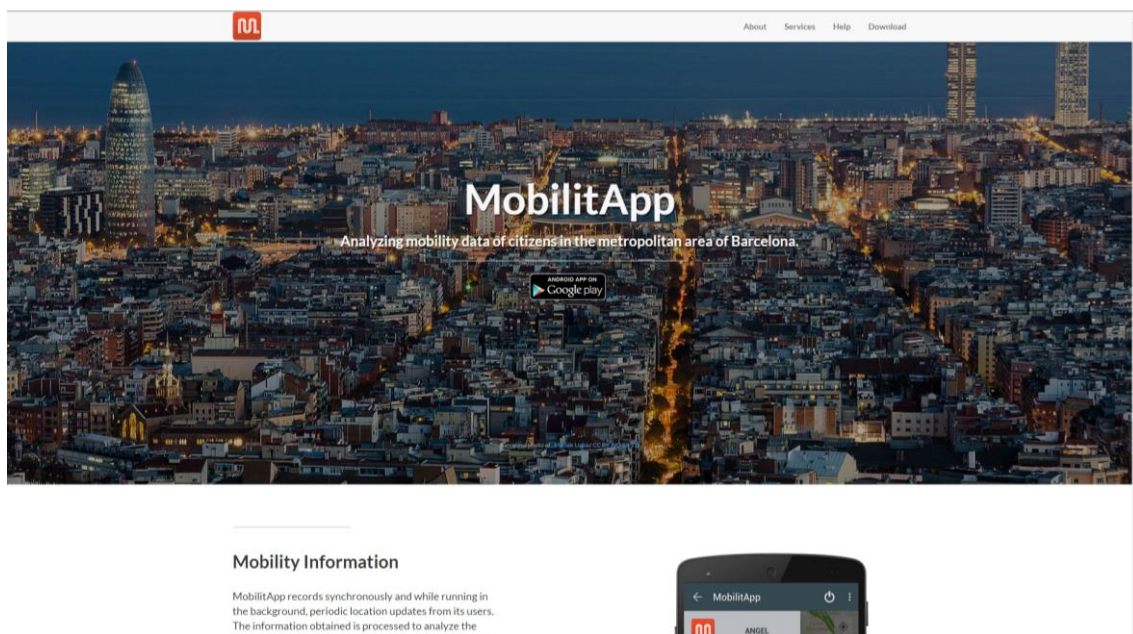 About Services Help Download
MobilitApp
Analyzing mobility data of citizens in the metropolitan area of Barcelona.
ANDROID APP ON
Google play
Mobility Information
MobilitApp records synchronously and while running in
the background, periodic location updates from its users.
The information obtained is processed to analyze the
MobilitApp
ANGEL